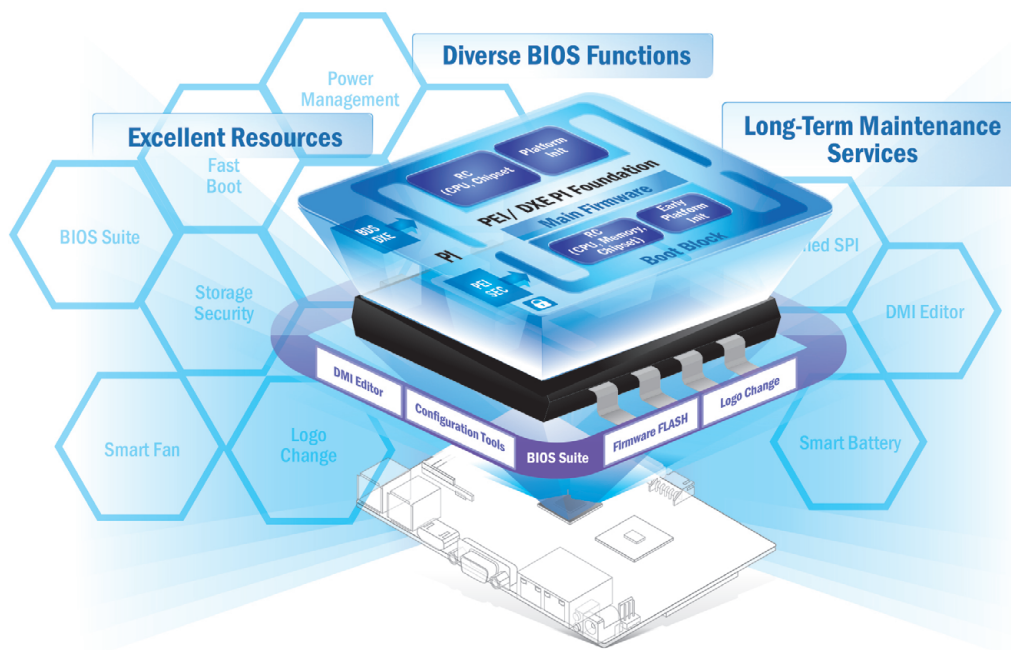 Diverse BIOS Functions
Excellent Resources
Long-Term Maintenance
Services
Power
Management
Fast
Boot
BIOS Suite
Storage
Security
Smart Fan
Logo
Change
SPI
DMI Editor
Smart Battery
RC
(CPU, Chipset
Platform
Init
PEI/ DXE PI Foundation
Main Firmware
BDS
DXE
PI
RC
(CPU, Memory,
Chipset)
Early
Platform
Init
Boot Block
PEI
SEC
DMI Editor
Configuration Tools
BIOS Suite
Firmware FLASH
Logo Change